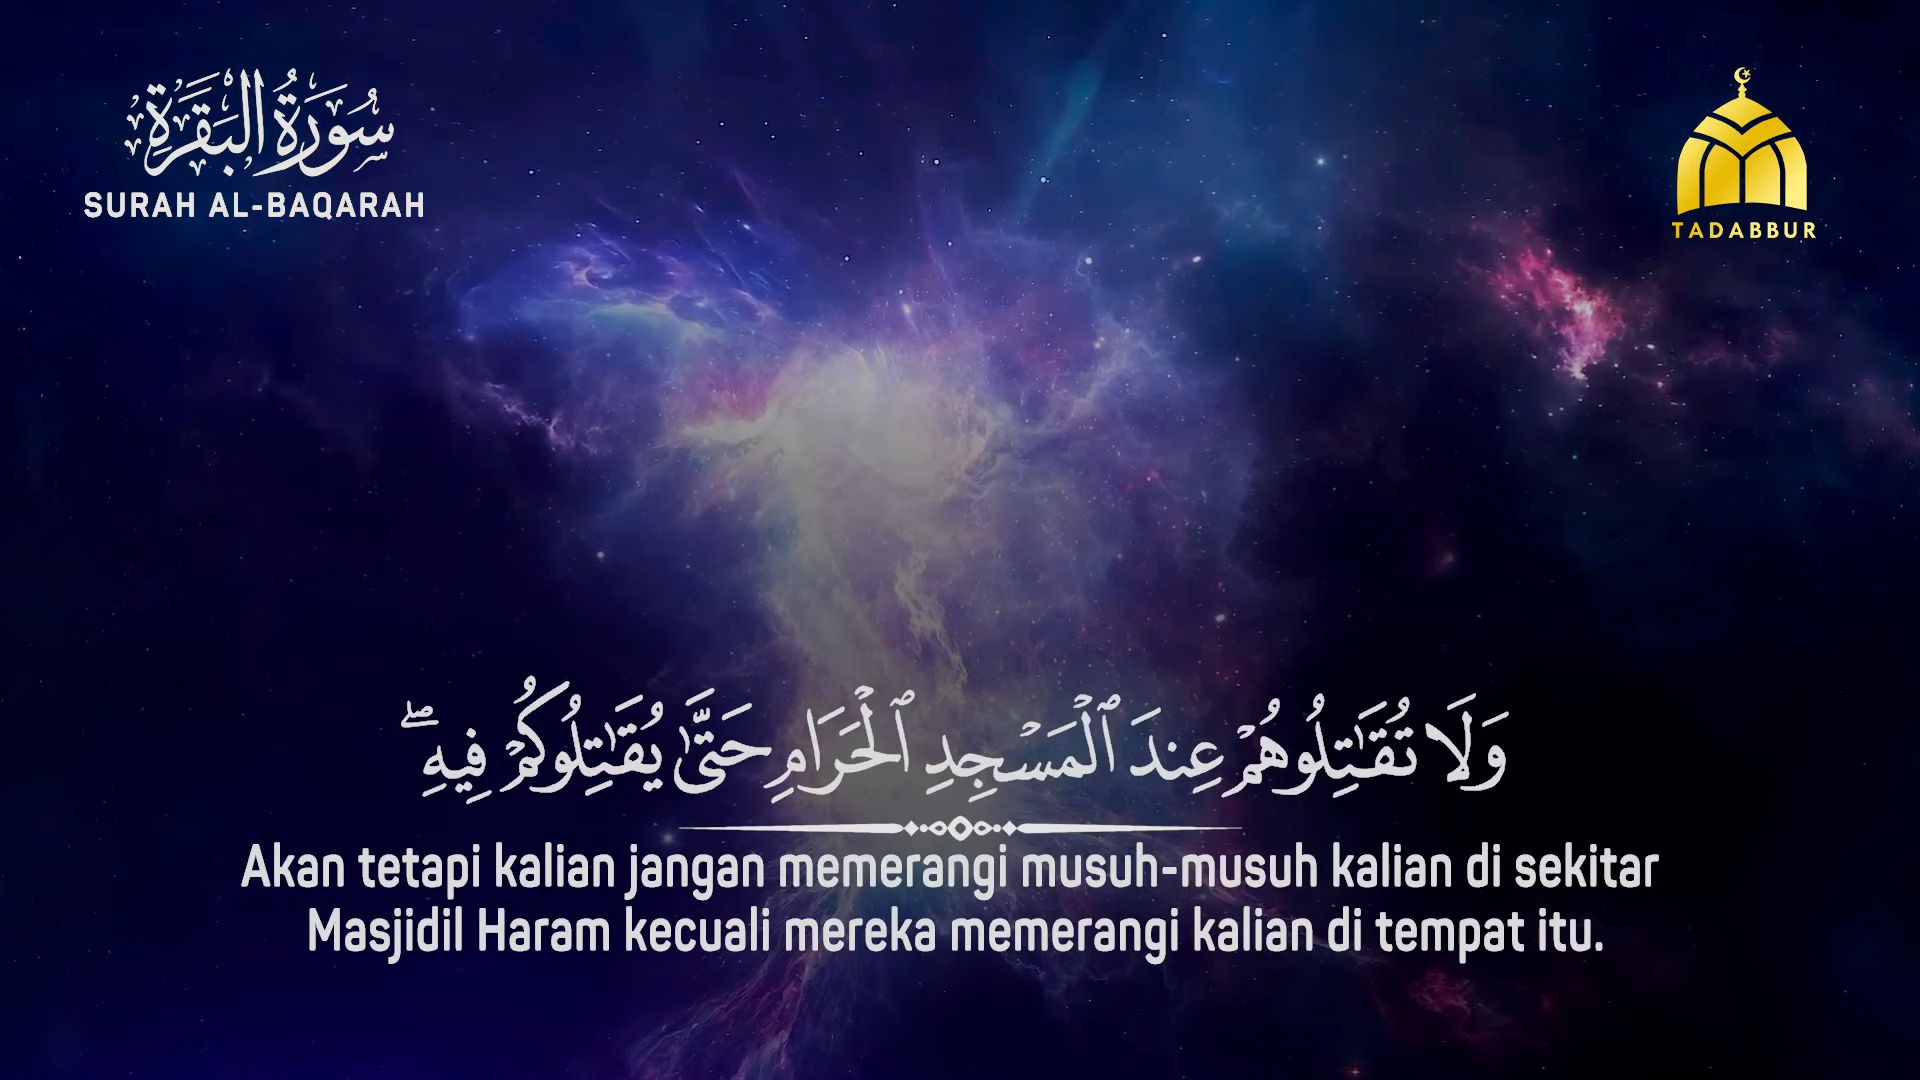 سُورَةُ الْبَقَرَةِ
SURAH AL-BAQARAH
TADABBUR
وَلَا تُقَٰتِلُوهُمْ عِندَ ٱلْمَسْجِدِ ٱلْحَرَامِ حَتَّىٰ يُقَٰتِلُوكُمْ فِيهِ ۖ
Akan tetapi kalian jangan memerangi musuh-musuh kalian di sekitar
Masjidil Haram kecuali mereka memerangi kalian di tempat itu.